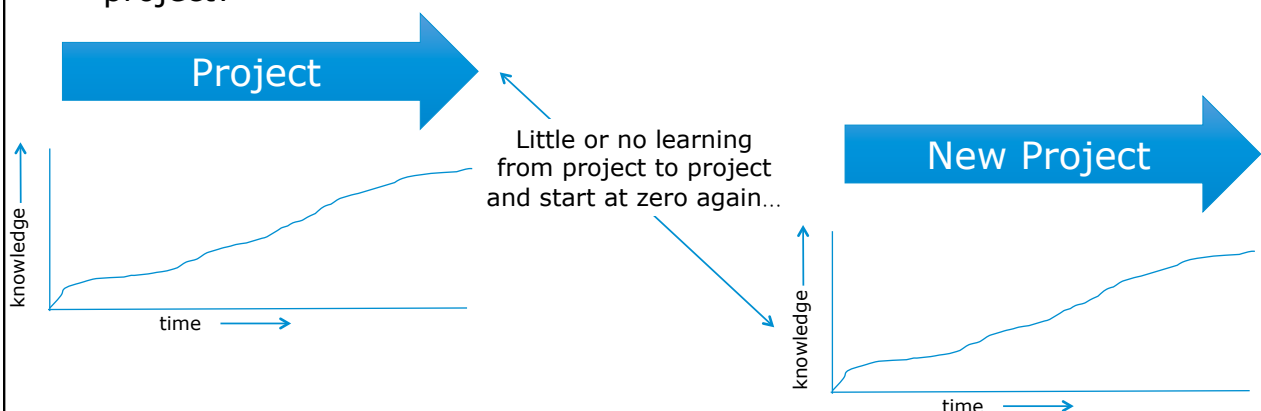 project?
Project
Little or no learning
from project to project
and start at zero again...
New Project
knowledge
time
knowledge
time